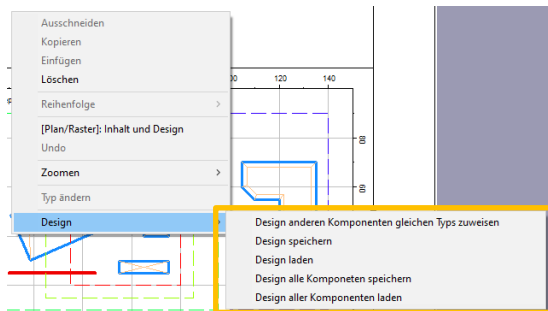 Ausschneiden
Kopieren
Einfügen
Löschen
Reihenfolge
[Plan/Raster]: Inhalt und Design
Undo
Zoomen
Typ ändern
Design
120 140
80
60
Design anderen Komponenten gleichen Typs zuweisen
Design speichern
Design laden
Design alle Komponeten speichern
Design aller Komponenten laden